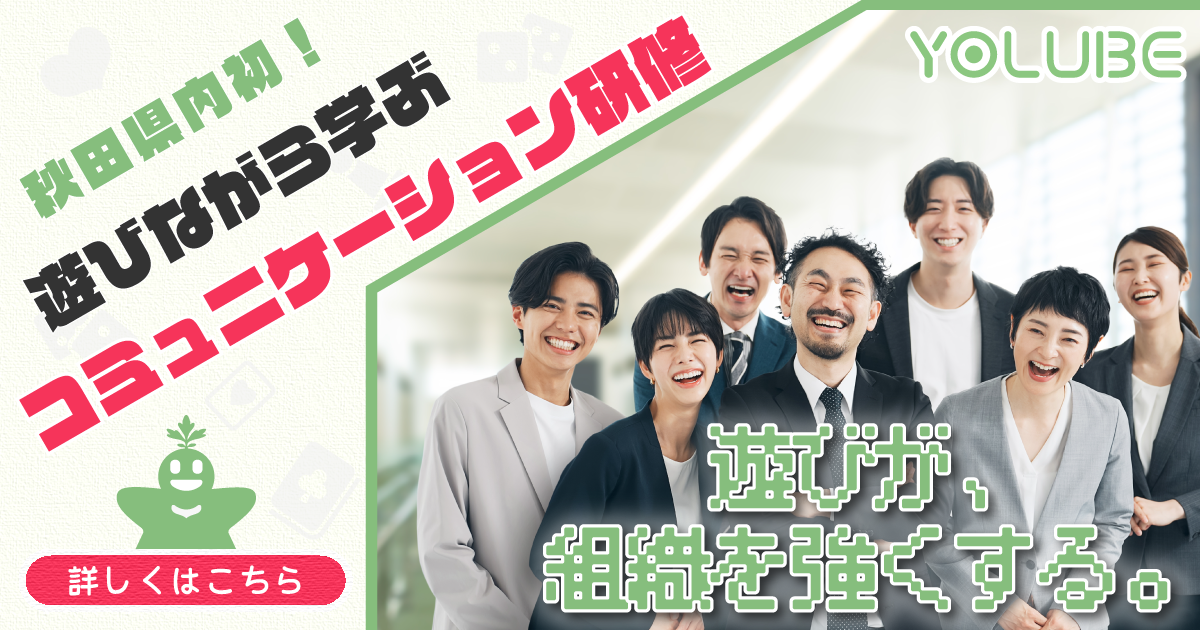 秋田県内初！
遊びながら学ぶ
コミュニケーション研修
YOLUBE
遊びが、
組織を強くする。
詳しくはこちら